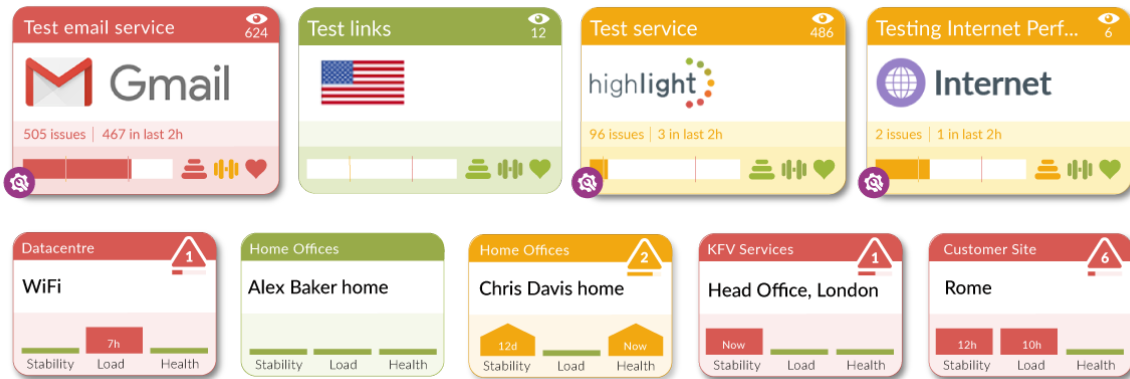 Test email service 624
Gmail
505 issues | 467 in last 2h
Test links 12
Test service 486
highlight
96 issues | 3 in last 2h
Testing Internet Perf... 6
Internet
2 issues | 1 in last 2h
Datacentre 1
WiFi
7h
Stability Load Health
Home Offices
Alex Baker home
Stability Load Health
Home Offices 2
Chris Davis home
12d Now
Stability Load Health
KFV Services 1
Head Office, London
Now
Stability Load Health
Customer Site 6
Rome
12h 10h
Stability Load Health